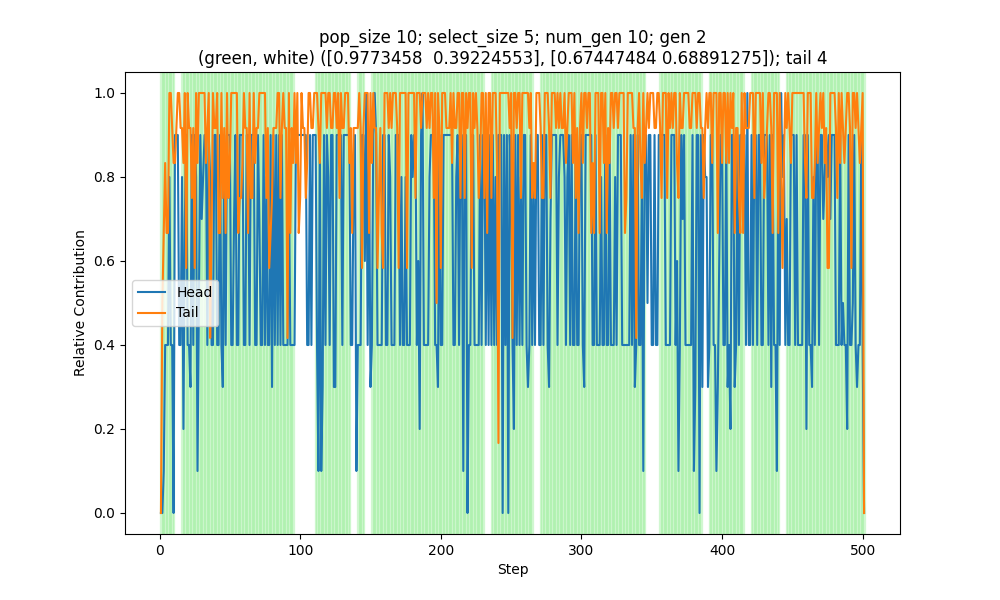 pop_size 10; select_size 5; num_gen 10; gen 2
(green, white) ([0.9773458  0.39224553], [0.67447484 0.68891275]); tail 4
1.0
0.8
0.6
0.4
0.2
0.0
Relative Contribution
Head
Tail
0
100
200
300
400
500
Step